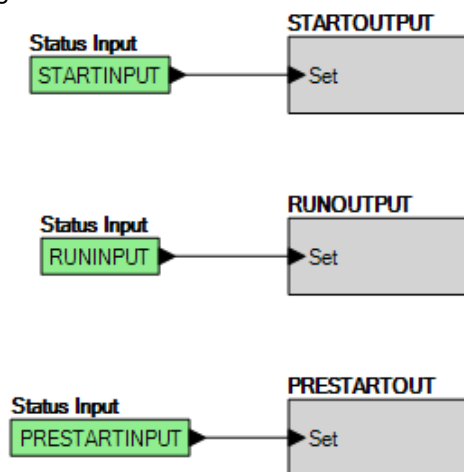 STARTOUTPUT
Status Input
STARTINPUT
Set
RUNOUTPUT
Status Input
RUNINPUT
Set
PRESTARTOUT
Status Input
PRESTARTINPUT
Set